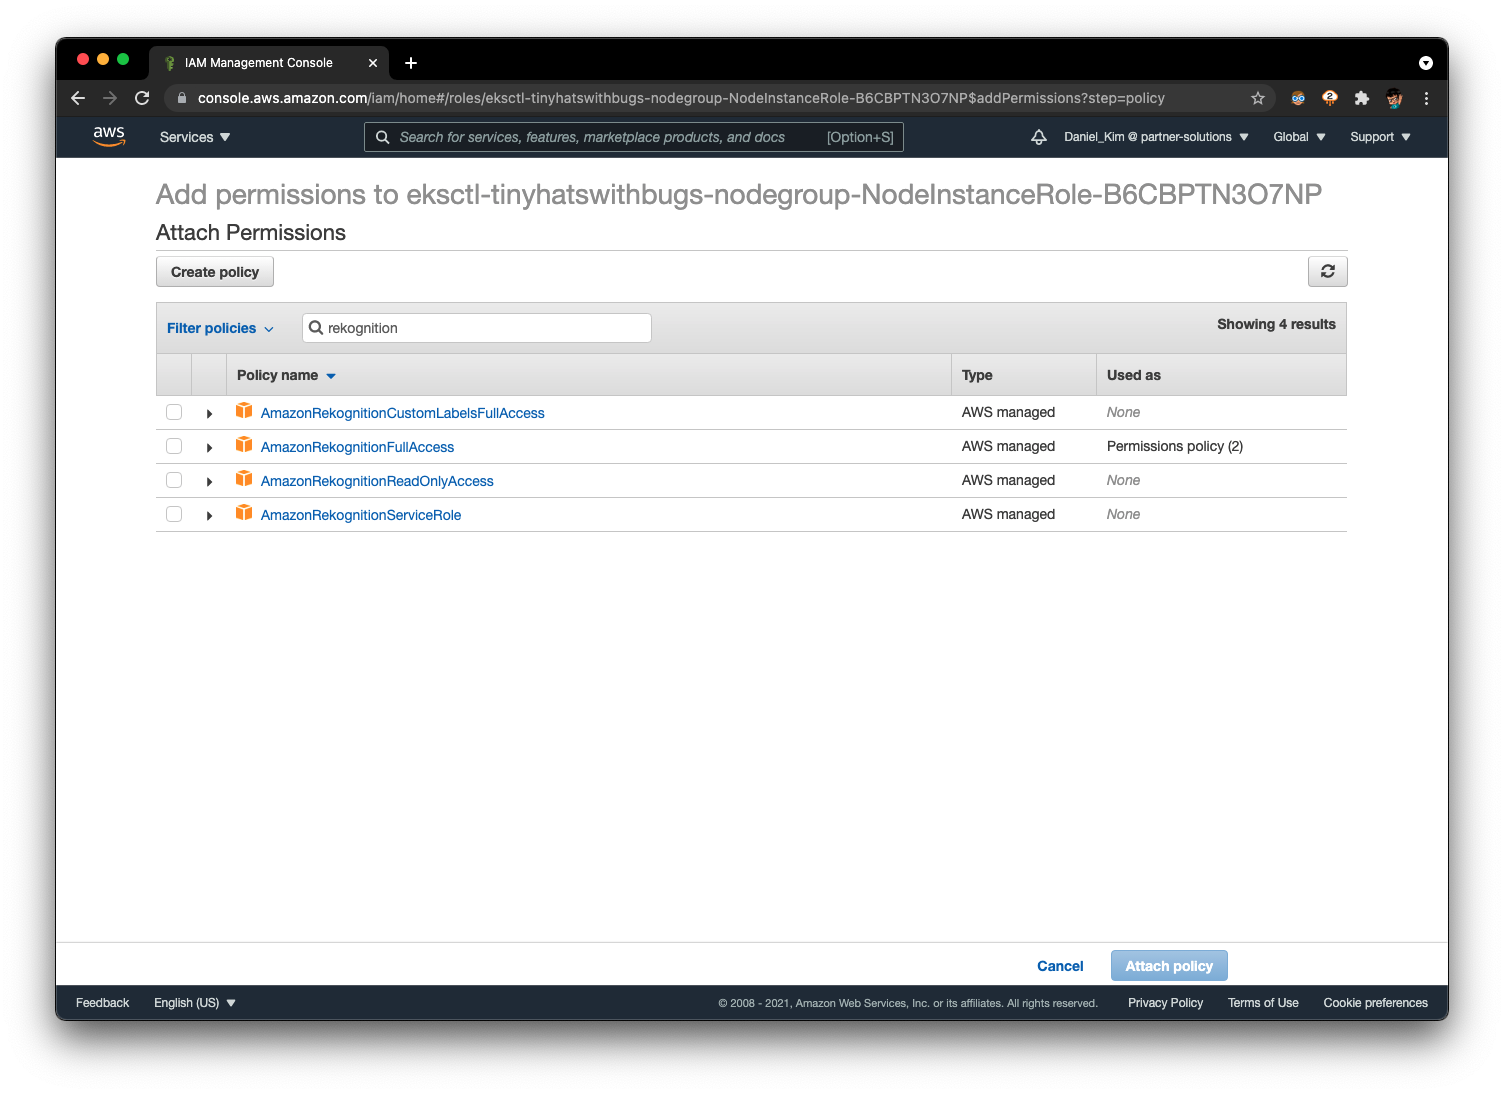 IAM Management Console
console.aws.amazon.com/iam/home#/roles/eksctl-tinyhatswithbugs-nodegroup-NodeInstanceRole-B6CBPTN3O7NP$addPermissions?step=policy
2
aws
Services
Search for services, features, marketplace products, and docs [Option+S]
Daniel_Kim @ partner-solutions
Global
Support
Add permissions to eksctl-tinyhatswithbugs-nodegroup-NodeInstanceRole-B6CBPTN3O7NP
Attach Permissions
Create policy
Filter policies
rekognition
Showing 4 results
Policy name Type Used as
AmazonRekognitionCustomLabelsFullAccess AWS managed None
AmazonRekognitionFullAccess AWS managed Permissions policy (2)
AmazonRekognitionReadOnlyAccess AWS managed None
AmazonRekognitionServiceRole AWS managed None
Cancel Attach policy
Feedback English (US) © 2008 - 2021, Amazon Web Services, Inc. or its affiliates. All rights reserved. Privacy Policy Terms of Use Cookie preferences